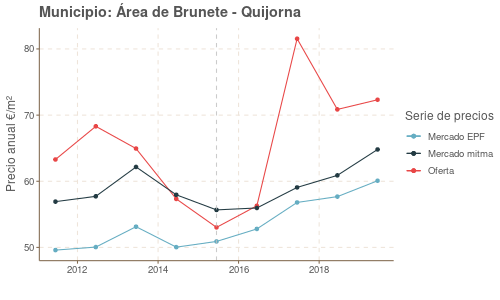 Municipio: Área de Brunete - Quijorna
Precio anual €/m²
80
70
60
50
2012
2014
2016
2018
Serie de precios
Mercado EPF
Mercado mitma
Oferta